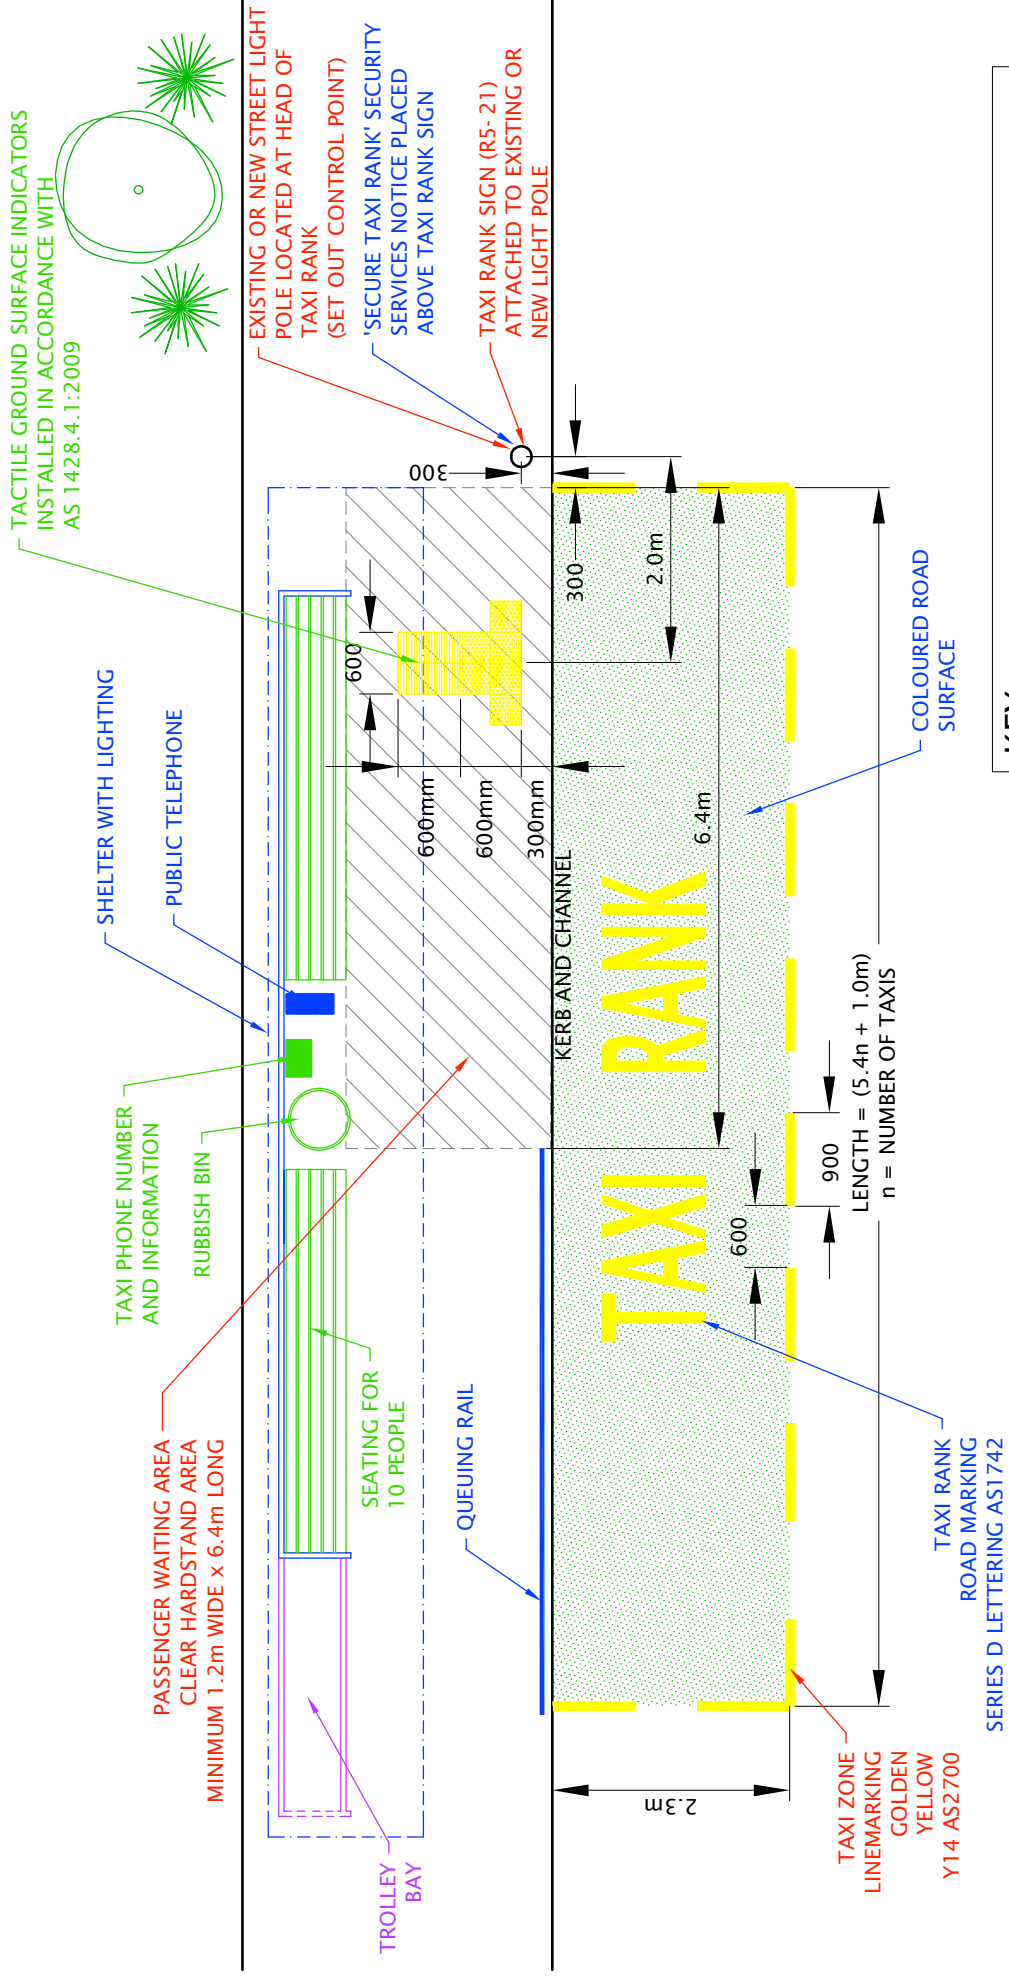 TACTILE GROUND SURFACE INDICATORS
INSTALLED IN ACCORDANCE WITH
AS 1428.4.1:2009
SHELTER WITH LIGHTING
PUBLIC TELEPHONE
TAXI PHONE NUMBER
AND INFORMATION
RUBBISH BIN
PASSENGER WAITING AREA
CLEAR HARDSTAND AREA
MINIMUM 1.2m WIDE x 6.4m LONG
SEATING FOR
10 PEOPLE
QUEUING RAIL
TROLLEY
BAY
EXISTING OR NEW STREET LIGHT
POLE LOCATED AT HEAD OF
TAXI RANK
(SET OUT CONTROL POINT)
'SECURE TAXI RANK' SECURITY
SERVICES NOTICE PLACED
ABOVE TAXI RANK SIGN
TAXI RANK SIGN (R5-21)
ATTACHED TO EXISTING OR
NEW LIGHT POLE
300
600
600mm
600mm
300mm
KERB AND CHANNEL
300
2.0m
6.4m
TAXI RANK
600
900
2.3m
LENGTH = (5.4n + 1.0m)
n = NUMBER OF TAXIS
COLOURED ROAD
SURFACE
TAXI RANK
ROAD MARKING
SERIES D LETTERING AS1742
TAXI ZONE
LINEMARKING
GOLDEN
YELLOW
Y14 AS2700